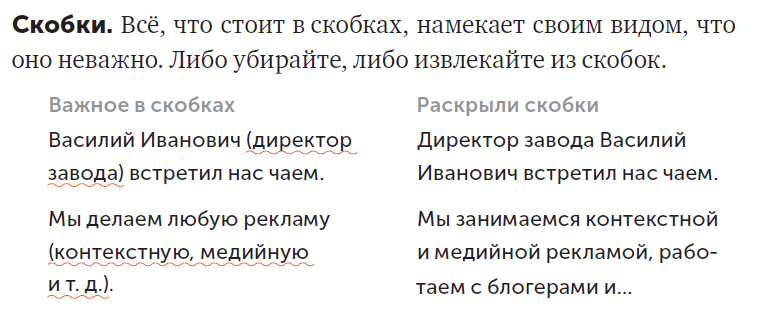 Скобки. Всё, что стоит в скобках, намекает своим видом, что
оно неважно. Либо убирайте, либо извлекайте из скобок.
Важное в скобках
Василий Иванович (директор
завода) встретил нас чаем.
Мы делаем любую рекламу
(контекстную, медийную
и т. д.).
Раскрыли скобки
Директор завода Василий
Иванович встретил нас чаем.
Мы занимаемся контекстной
и медийной рекламой, рабо-
таем с блогерами и...